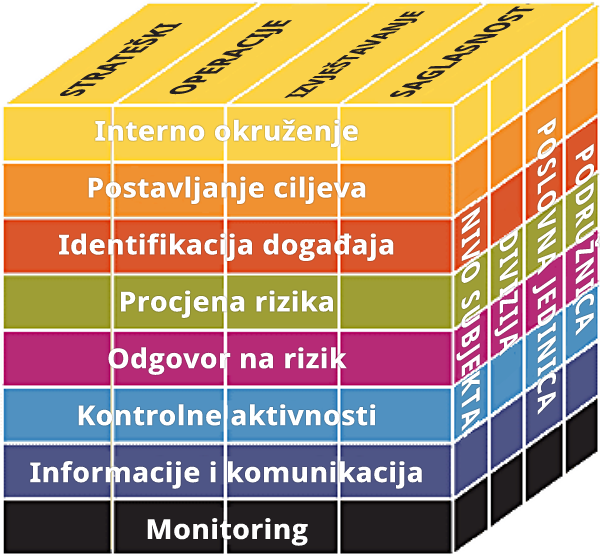 STRATEŠKI
OPERACIJE
IZVJEŠTAVANJE
SAGLASNOST
Interno okruženje
Postavljanje ciljeva
Identifikacija događaja
Procjena rizika
Odgovor na rizik
Kontrolne aktivnosti
Informacije i komunikacija
Monitoring
NIVO SUBJEKTA
DIVIZIJA
POSLOVNA JEDINICA
PODRUŽNICA